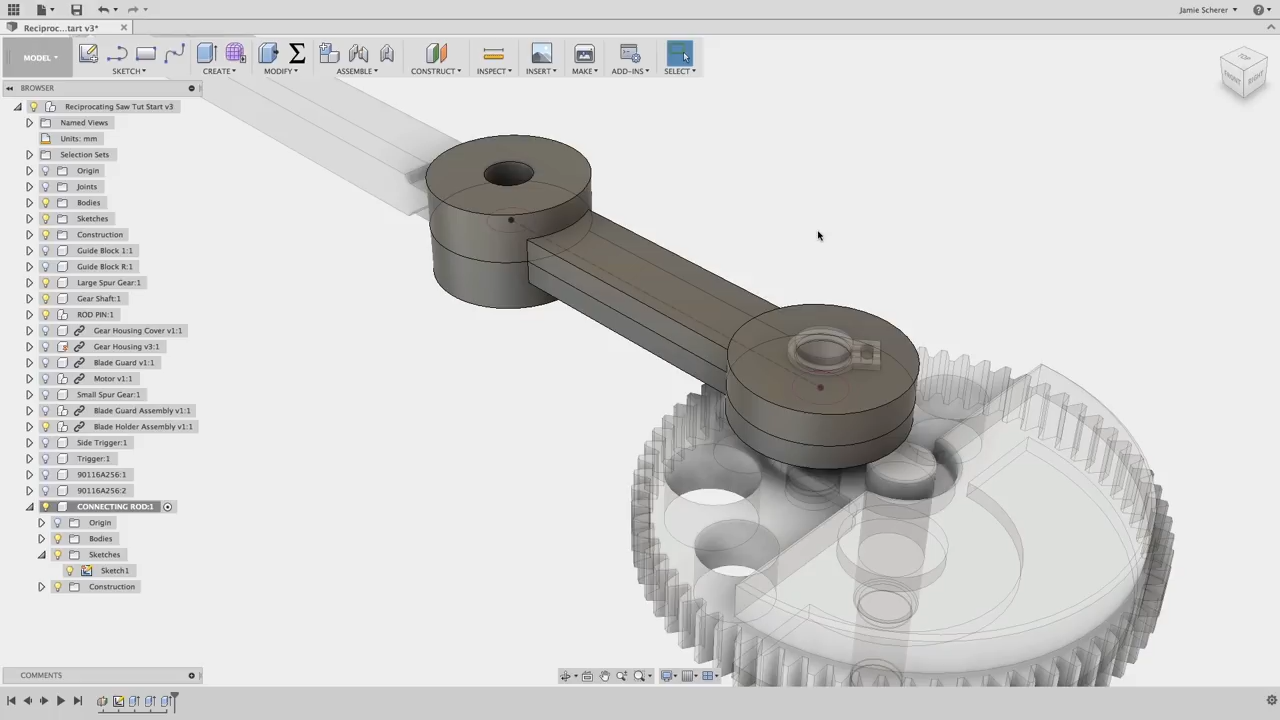 Jamie Scherer
Reciproc...tart v3*
MODEL
SKETCH
CREATE
MODIFY
ASSEMBLE
CONSTRUCT
INSPECT
INSERT
MAKE
ADD-INS
SELECT
TOP
FRONT
RIGHT
BROWSER
Reciprocating Saw Tut Start v3
Named Views
Units: mm
Selection Sets
Origin
Joints
Bodies
Sketches
Construction
Guide Block 1:1
Guide Block R:1
Large Spur Gear:1
Gear Shaft:1
ROD PIN:1
Gear Housing Cover v1:1
Gear Housing v3:1
Blade Guard v1:1
Motor v1:1
Small Spur Gear:1
Blade Guard Assembly v1:1
Blade Holder Assembly v1:1
Side Trigger:1
Trigger:1
90116A256:1
90116A256:2
CONNECTING ROD:1
Origin
Bodies
Sketches
Sketch1
Construction
COMMENTS